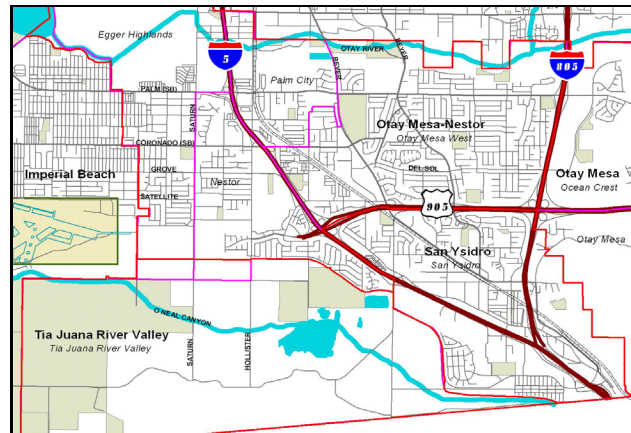 Egger Highlands
5
OTAY RIVER
BEYER
BEYER
805
Palm City
PALM (SB)
SATURN
Otay Mesa-Nestor
Otay Mesa West
CORONADO (SB)
GROVE
DEL SOL
Imperial Beach
Nestor
Otay Mesa
Ocean Crest
SATELLITE
905
Otay Mesa
San Ysidro
San Ysidro
O NEAL CANYON
Tia Juana River Valley
Tia Juana River Valley
SATURN
HOLLISTER